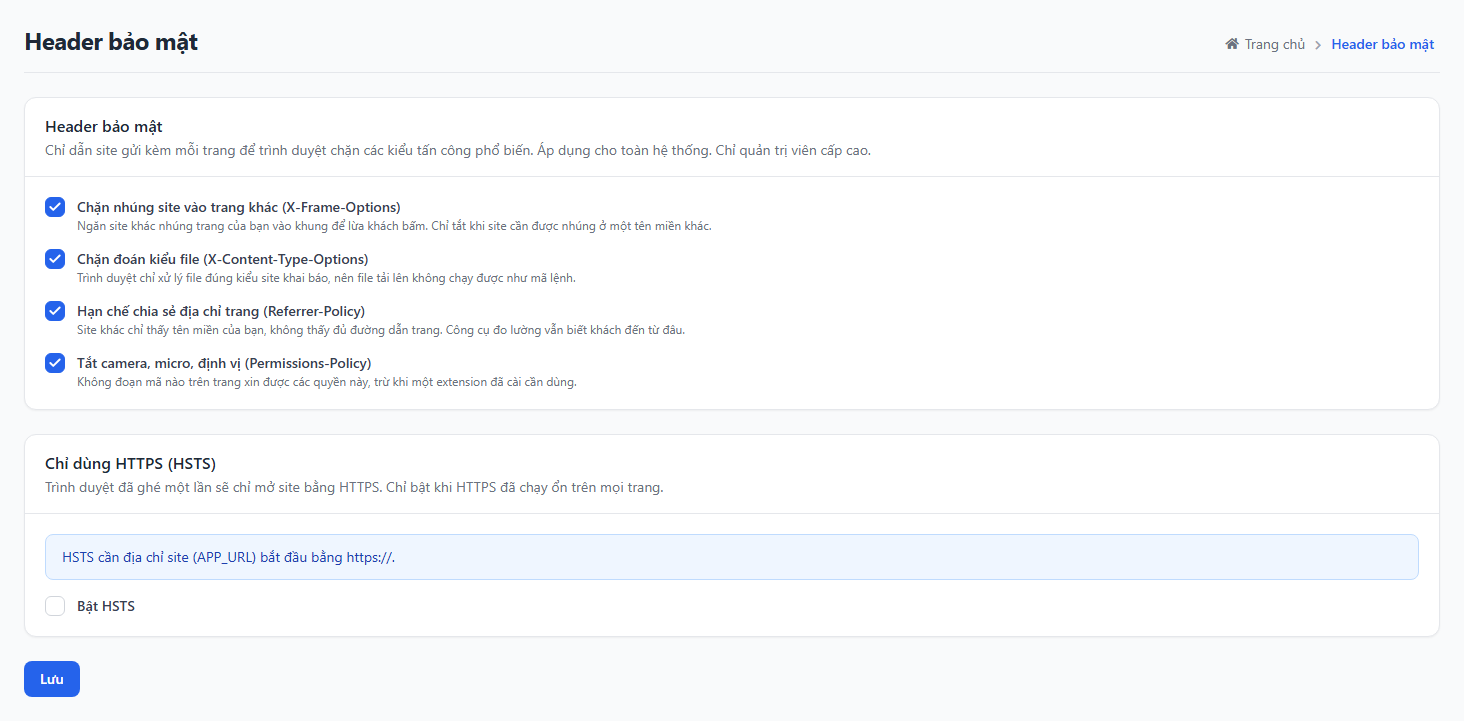 Header bảo mật
Trang chủ
Header bảo mật
Header bảo mật
Chỉ dẫn site gửi kèm mỗi trang để trình duyệt chặn các kiểu tấn công phổ biến. Áp dụng cho toàn hệ thống. Chỉ quản trị viên cấp cao.
Chặn nhúng site vào trang khác (X-Frame-Options)
Ngăn site khác nhúng trang của bạn vào khung để lừa khách bấm. Chỉ tắt khi site cần được nhúng ở một tên miền khác.
Chặn đoán kiểu file (X-Content-Type-Options)
Trình duyệt chỉ xử lý file đúng kiểu site khai báo, nên file tải lên không chạy được như mã lệnh.
Hạn chế chia sẻ địa chỉ trang (Referrer-Policy)
Site khác chỉ thấy tên miền của bạn, không thấy đủ đường dẫn trang. Công cụ đo lường vẫn biết khách đến từ đâu.
Tắt camera, micro, định vị (Permissions-Policy)
Không đoạn mã nào trên trang xin được các quyền này, trừ khi một extension đã cài cần dùng.
Chỉ dùng HTTPS (HSTS)
Trình duyệt đã ghé một lần sẽ chỉ mở site bằng HTTPS. Chỉ bật khi HTTPS đã chạy ổn trên mọi trang.
HSTS cần địa chỉ site (APP_URL) bắt đầu bằng https://.
Bật HSTS
Lưu